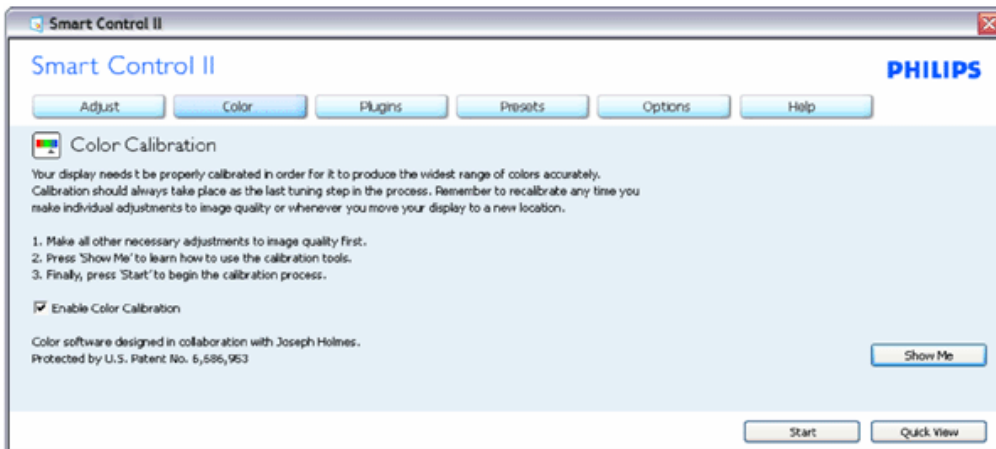 Smart Control II
Smart Control II
PHILIPS
Adjust
Color
Plugins
Presets
Options
Help
Color Calibration
Your display needs t be properly calibrated in order for it to produce the widest range of colors accurately.
Calibration should always take place as the last tuning step in the process. Remember to recalibrate any time you
make individual adjustments to image quality or whenever you move your display to a new location.
1. Make all other necessary adjustments to image quality first.
2. Press 'Show Me' to learn how to use the calibration tools.
3. Finally, press 'Start' to begin the calibration process.
Enable Color Calibration
Color software designed in collaboration with Joseph Holmes.
Protected by U.S. Patent No. 6,686,953
Show Me
Start
Quick View